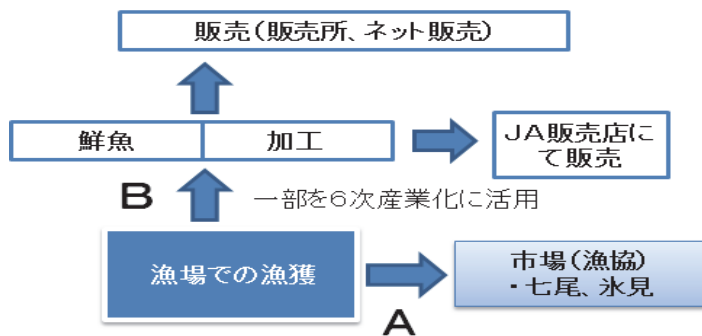 販売(販売所、ネット販売)
鮮魚
加工
JA販売店に
て販売
B
一部を6次産業化に活用
漁場での漁獲
市場(漁協)
・七尾、氷見
A